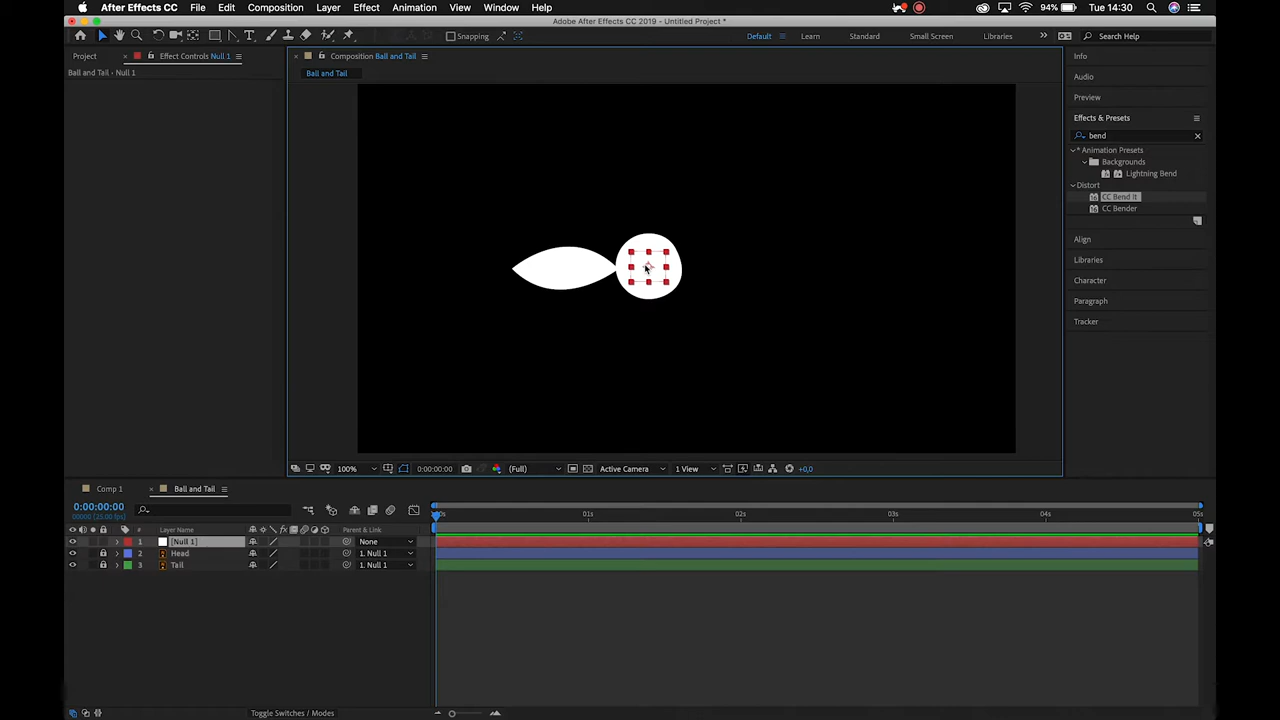 After Effects CC File Edit Composition Layer Effect Animation View Window Help 94% Tue 14:30
Adobe After Effects CC 2019 - Untitled Project *
Snapping Default Learn Standard Small Screen Libraries Search Help
Project Effect Controls Null 1 Composition Ball and Tail Info
Ball and Tail • Null 1 Ball and Tail
Audio
Preview
Effects & Presets
bend
* Animation Presets
Backgrounds
Lightning Bend
Distort
CC Bend It
CC Bender
Align
Libraries
Character
Paragraph
Tracker
100% 0:00:00:00 (Full) Active Camera 1 View +0,0
Comp 1 Ball and Tail
0:00:00:00
00000 (25.00 fps)
# Layer Name Parent & Link 01s 02s 03s 04s 05s
1 [Null 1] None
2 Head 1. Null 1
3 Tail 1. Null 1
Toggle Switches / Modes